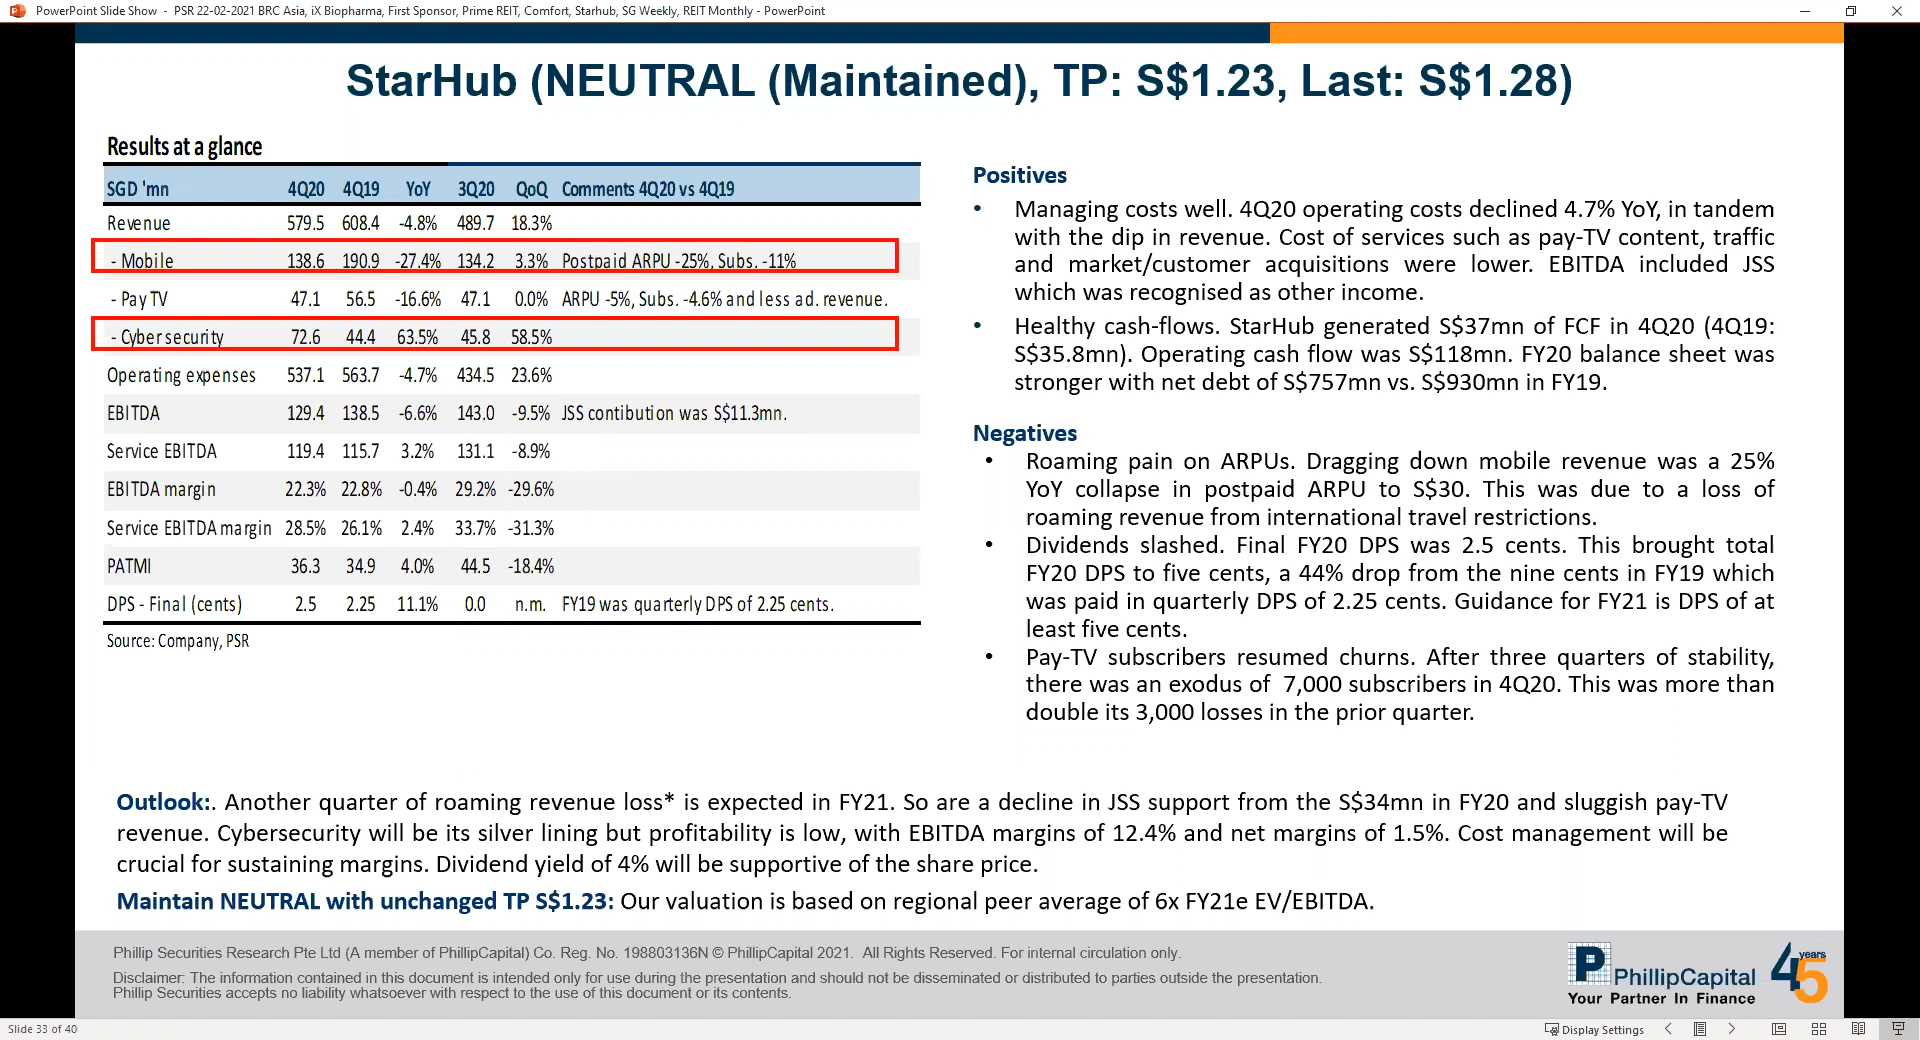 PowerPoint Slide Show - PSR 22-02-2021 BRC Asia, iX Biopharma, First Sponsor, Prime REIT, Comfort, Starhub, SG Weekly, REIT Monthly - PowerPoint
StarHub (NEUTRAL (Maintained), TP: S$1.23, Last: S$1.28)
Results at a glance
SGD 'mn 4Q20 4Q19 YoY 3Q20 QoQ Comments 4Q20 vs 4Q19
Revenue 579.5 608.4 -4.8% 489.7 18.3%
- Mobile 138.6 190.9 -27.4% 134.2 3.3% Postpaid ARPU -25%, Subs. -11%
- Pay TV 47.1 56.5 -16.6% 47.1 0.0% ARPU -5%, Subs. -4.6% and less ad. revenue.
- Cyber security 72.6 44.4 63.5% 45.8 58.5%
Operating expenses 537.1 563.7 -4.7% 434.5 23.6%
EBITDA 129.4 138.5 -6.6% 143.0 -9.5% JSS contibution was S$11.3mn.
Service EBITDA 119.4 115.7 3.2% 131.1 -8.9%
EBITDA margin 22.3% 22.8% -0.4% 29.2% -29.6%
Service EBITDA margin 28.5% 26.1% 2.4% 33.7% -31.3%
PATMI 36.3 34.9 4.0% 44.5 -18.4%
DPS - Final (cents) 2.5 2.25 11.1% 0.0 n.m. FY19 was quarterly DPS of 2.25 cents.
Source: Company, PSR
Positives
• Managing costs well. 4Q20 operating costs declined 4.7% YoY, in tandem
with the dip in revenue. Cost of services such as pay-TV content, traffic
and market/customer acquisitions were lower. EBITDA included JSS
which was recognised as other income.
• Healthy cash-flows. StarHub generated S$37mn of FCF in 4Q20 (4Q19:
S$35.8mn). Operating cash flow was S$118mn. FY20 balance sheet was
stronger with net debt of S$757mn vs. S$930mn in FY19.
Negatives
• Roaming pain on ARPUs. Dragging down mobile revenue was a 25%
YoY collapse in postpaid ARPU to S$30. This was due to a loss of
roaming revenue from international travel restrictions.
• Dividends slashed. Final FY20 DPS was 2.5 cents. This brought total
FY20 DPS to five cents, a 44% drop from the nine cents in FY19 which
was paid in quarterly DPS of 2.25 cents. Guidance for FY21 is DPS of at
least five cents.
• Pay-TV subscribers resumed churns. After three quarters of stability,
there was an exodus of 7,000 subscribers in 4Q20. This was more than
double its 3,000 losses in the prior quarter.
Outlook:. Another quarter of roaming revenue loss* is expected in FY21. So are a decline in JSS support from the S$34mn in FY20 and sluggish pay-TV
revenue. Cybersecurity will be its silver lining but profitability is low, with EBITDA margins of 12.4% and net margins of 1.5%. Cost management will be
crucial for sustaining margins. Dividend yield of 4% will be supportive of the share price.
Maintain NEUTRAL with unchanged TP S$1.23: Our valuation is based on regional peer average of 6x FY21e EV/EBITDA.
Phillip Securities Research Pte Ltd (A member of PhillipCapital) Co. Reg. No. 198803136N © PhillipCapital 2021. All Rights Reserved. For internal circulation only.
Disclaimer: The information contained in this document is intended only for use during the presentation and should not be disseminated or distributed to parties outside the presentation.
Phillip Securities accepts no liability whatsoever with respect to the use of this document or its contents.
P PhillipCapital
Your Partner In Finance
45 years
Slide 33 of 40
Display Settings